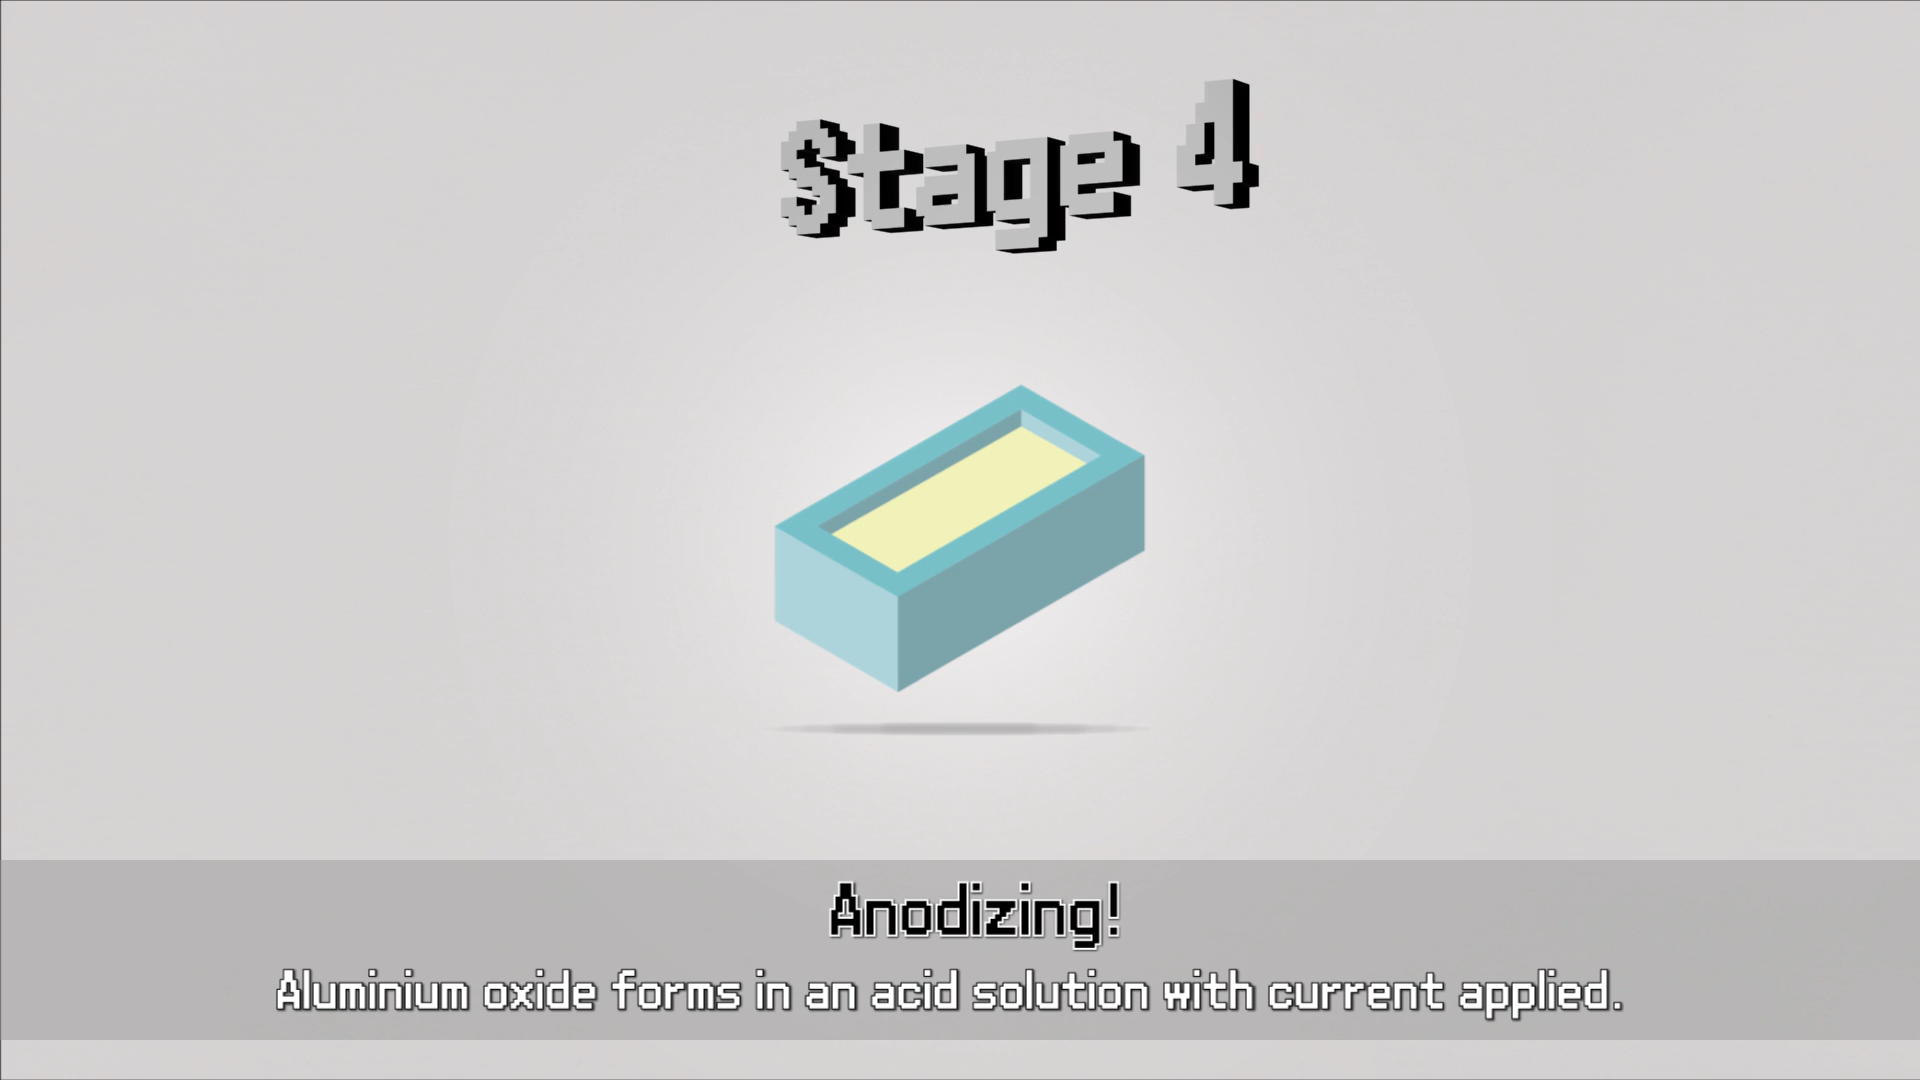 Stage 4
Anodizing!
Aluminium oxide forms in an acid solution with current applied.